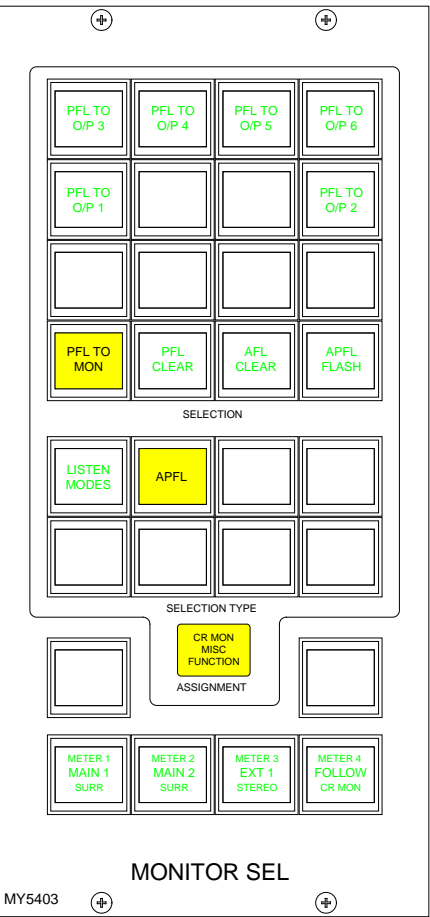 PFL TO
O/P 3
PFL TO
O/P 4
PFL TO
O/P 5
PFL TO
O/P 6
PFL TO
O/P 1
PFL TO
O/P 2
PFL TO
MON
PFL
CLEAR
AFL
CLEAR
APFL
FLASH
SELECTION
LISTEN
MODES
APFL
SELECTION TYPE
CR MON
MISC
FUNCTION
ASSIGNMENT
METER 1
MAIN 1
SURR
METER 2
MAIN 2
SURR
METER 3
EXT 1
STEREO
METER 4
FOLLOW
CR MON
MONITOR SEL
MY5403